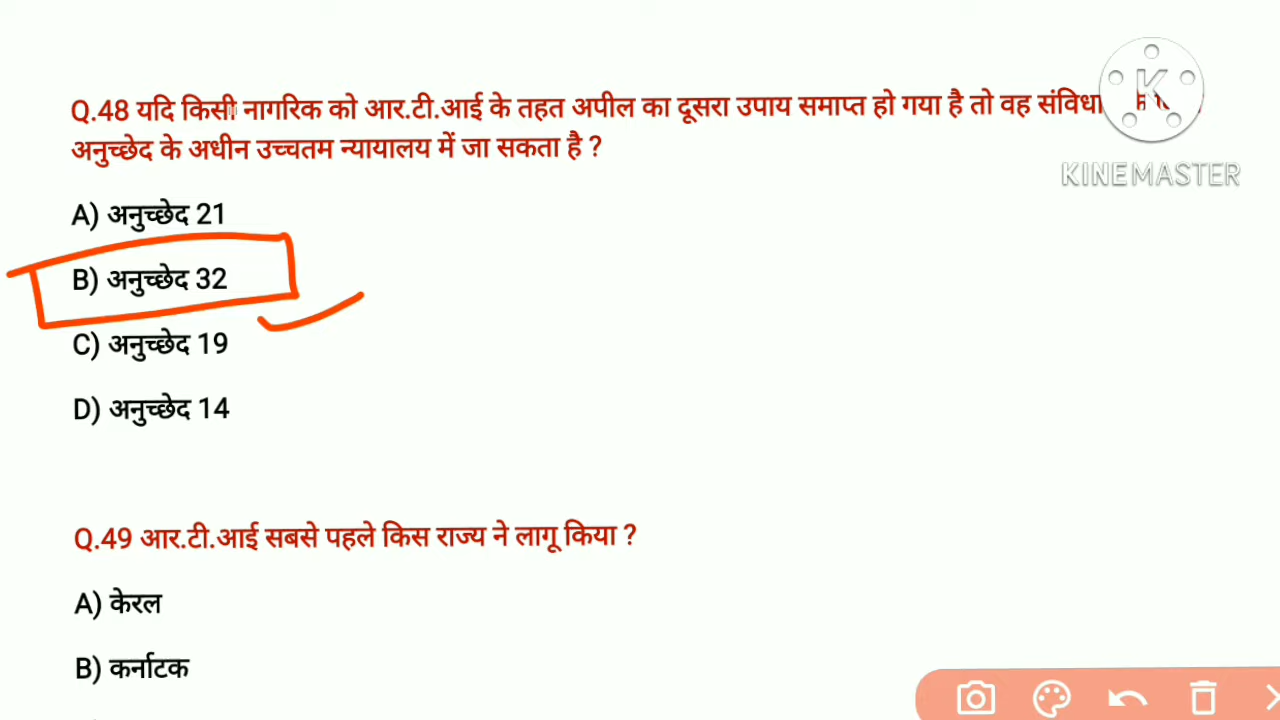 Q.48 यदि किसी नागरिक को आर.टी.आई के तहत अपील का दूसरा उपाय समाप्त हो गया है तो वह
अनुच्छेद के अधीन उच्चतम न्यायालय में जा सकता है ?
A) अनुच्छेद 21
B) अनुच्छेद 32
C) अनुच्छेद 19
D) अनुच्छेद 14
Q.49 आर.टी.आई सबसे पहले किस राज्य ने लागू किया ?
A) केरल
B) कर्नाटक
K
KINEMASTER